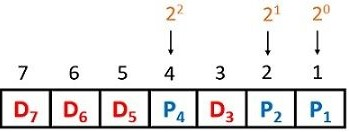 2² 2¹ 2⁰
7 6 5 4 3 2 1
D₇ D₆ D₅ P₄ D₃ P₂ P₁